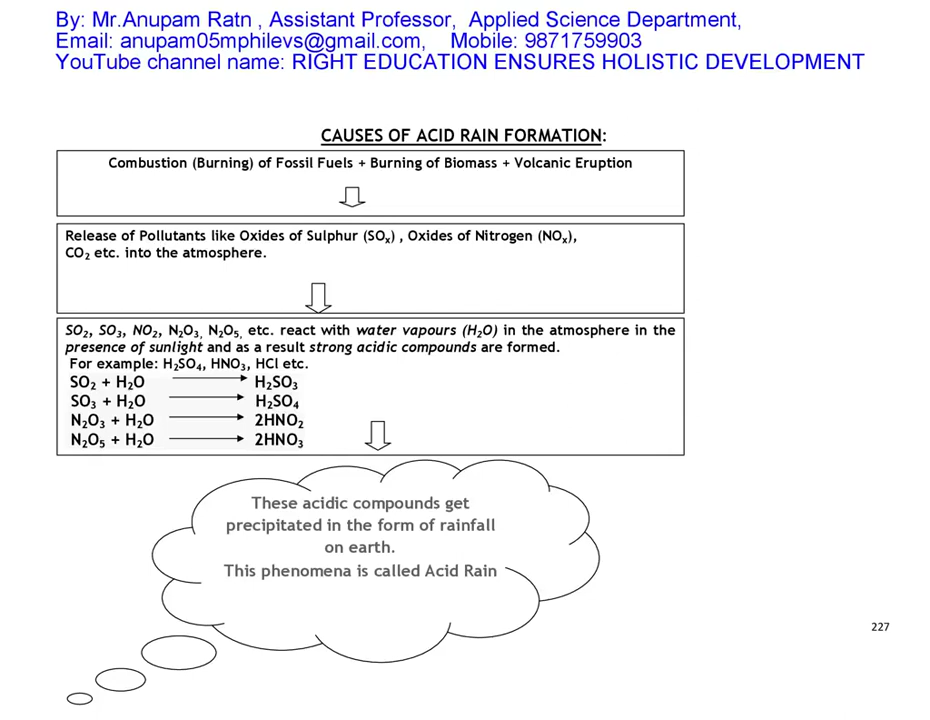 By: Mr.Anupam Ratn , Assistant Professor, Applied Science Department,
Email: anupam05mphilevs@gmail.com, Mobile: 9871759903
YouTube channel name: RIGHT EDUCATION ENSURES HOLISTIC DEVELOPMENT
CAUSES OF ACID RAIN FORMATION:
Combustion (Burning) of Fossil Fuels + Burning of Biomass + Volcanic Eruption
Release of Pollutants like Oxides of Sulphur (SOₓ) , Oxides of Nitrogen (NOₓ),
CO₂ etc. into the atmosphere.
SO₂, SO₃, NO₂, N₂O₃, N₂O₅, etc. react with water vapours (H₂O) in the atmosphere in the
presence of sunlight and as a result strong acidic compounds are formed.
For example: H₂SO₄, HNO₃, HCl etc.
SO₂ + H₂O ⟶ H₂SO₃
SO₃ + H₂O ⟶ H₂SO₄
N₂O₃ + H₂O ⟶ 2HNO₂
N₂O₅ + H₂O ⟶ 2HNO₃
These acidic compounds get
precipitated in the form of rainfall
on earth.
This phenomena is called Acid Rain
227